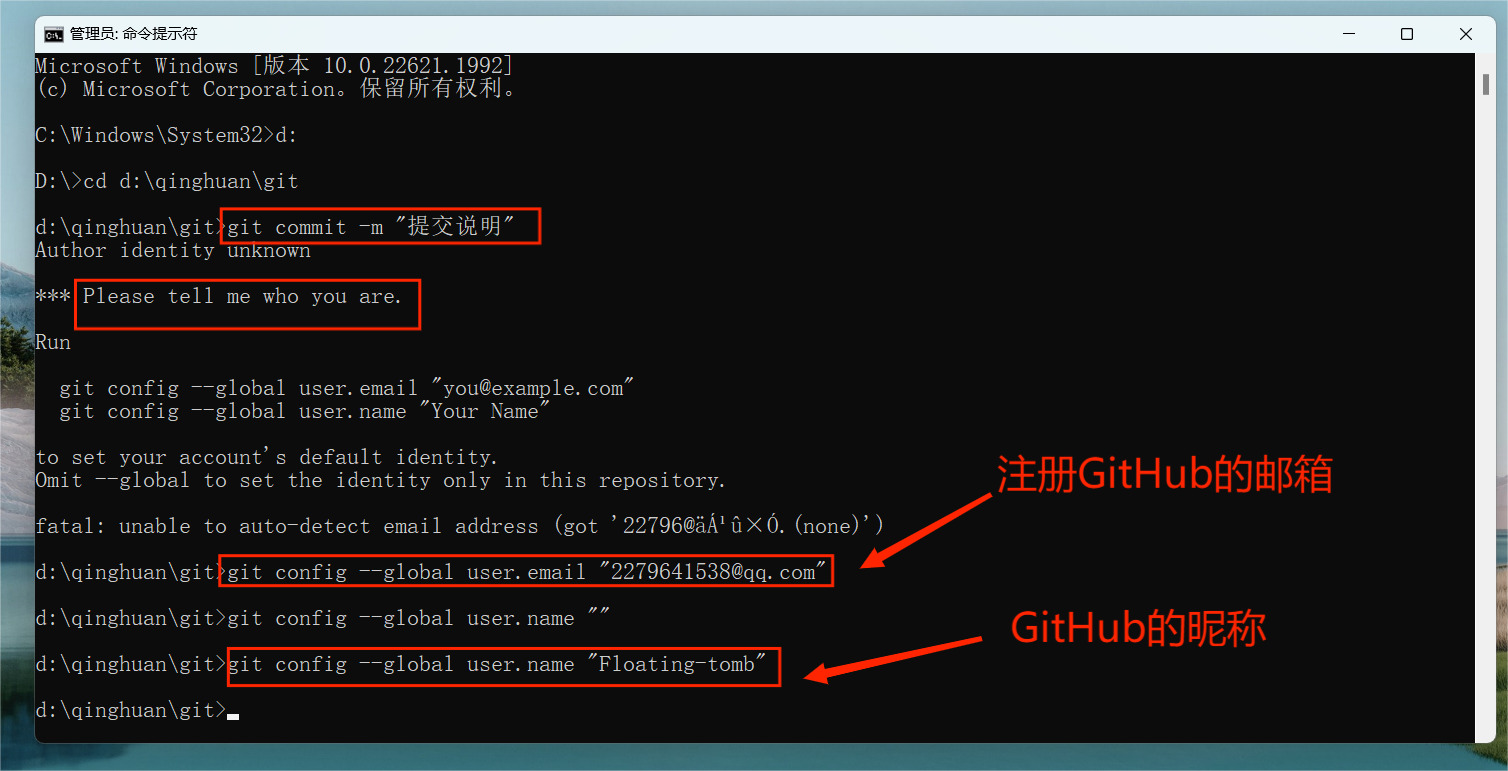 管理员: 命令提示符
Microsoft Windows [版本 10.0.22621.1992]
(c) Microsoft Corporation。保留所有权利。
C:\Windows\System32>d:
D:\>cd d:\qinghuan\git
d:\qinghuan\git>git commit -m "提交说明"
Author identity unknown
*** Please tell me who you are.
Run
git config --global user.email "you@example.com"
git config --global user.name "Your Name"
to set your account's default identity.
Omit --global to set the identity only in this repository.
注册GitHub的邮箱
fatal: unable to auto-detect email address (got '22796@äÁ¹û×Ó.(none)')
d:\qinghuan\git>git config --global user.email "2279641538@qq.com"
d:\qinghuan\git>git config --global user.name ""
GitHub的昵称
d:\qinghuan\git>git config --global user.name "Floating-tomb"
d:\qinghuan\git>